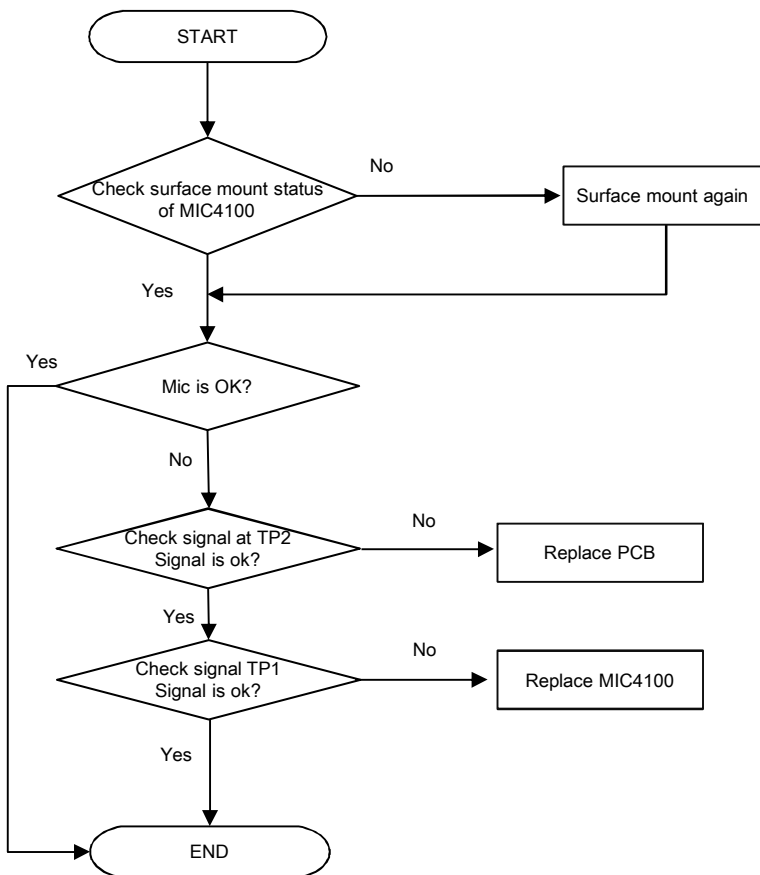 START
No
Check surface mount status
of MIC4100
Surface mount again
Yes
Yes
Mic is OK?
No
Check signal at TP2
Signal is ok?
No
Replace PCB
Yes
Check signal TP1
Signal is ok?
No
Replace MIC4100
Yes
END